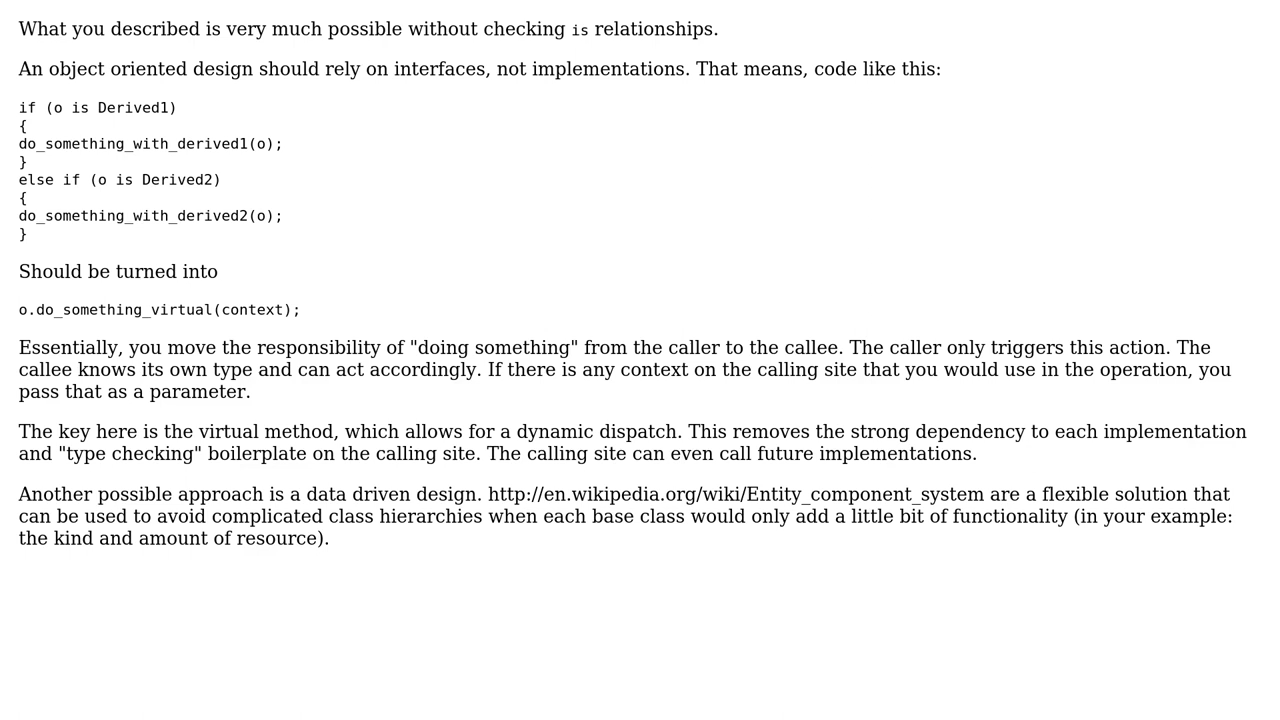 What you described is very much possible without checking is relationships.
An object oriented design should rely on interfaces, not implementations. That means, code like this:
if (o is Derived1)
{
do_something_with_derived1(o);
}
else if (o is Derived2)
{
do_something_with_derived2(o);
}
Should be turned into
o.do_something_virtual(context);
Essentially, you move the responsibility of "doing something" from the caller to the callee. The caller only triggers this action. The
callee knows its own type and can act accordingly. If there is any context on the calling site that you would use in the operation, you
pass that as a parameter.
The key here is the virtual method, which allows for a dynamic dispatch. This removes the strong dependency to each implementation
and "type checking" boilerplate on the calling site. The calling site can even call future implementations.
Another possible approach is a data driven design. http://en.wikipedia.org/wiki/Entity_component_system are a flexible solution that
can be used to avoid complicated class hierarchies when each base class would only add a little bit of functionality (in your example:
the kind and amount of resource).